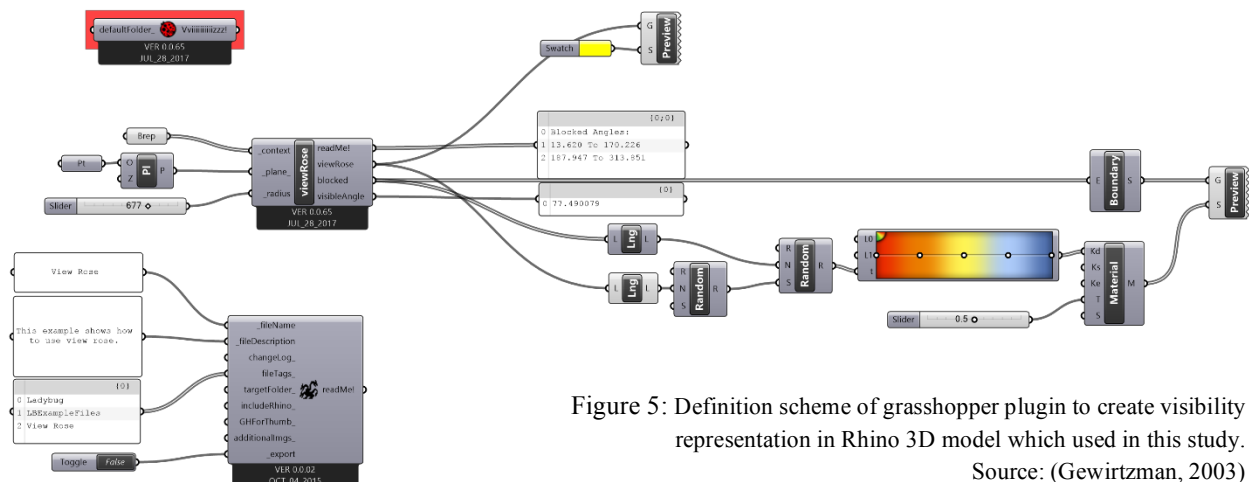 defaultFolder_ Vviiiiiiiiizzz!
VER 0.0.65
JUL_28_2017
Swatch
G
S
Preview
Brep
Pt
O
Z
Pl
P
Slider
677
_context
_plane_
_radius
viewRose
readMe!
viewRose
blocked
visibleAngle
VER 0.0.65
JUL_28_2017
{0;0}
0 Blocked Angles:
1 13.620 To 170.226
2 187.947 To 313.851
{0}
0 77.490079
L Lng L
L Lng L
R
N
S
Random
R
R
N
S
Random
R
L0
L1
t
E Boundary S
G
S
Preview
Kd
Ks
Ke
T
S
Material
M
Slider
0.5
View Rose
This example shows how
to use view rose.
{0}
0 Ladybug
1 LBExampleFiles
2 View Rose
Toggle False
_fileName
_fileDescription
changeLog_
fileTags_
targetFolder_
includeRhino_
GHForThumb_
additionalImgs_
_export
readMe!
VER 0.0.02
OCT_04_2015
Figure 5: Definition scheme of grasshopper plugin to create visibility
representation in Rhino 3D model which used in this study.
Source: (Gewirtzman, 2003)